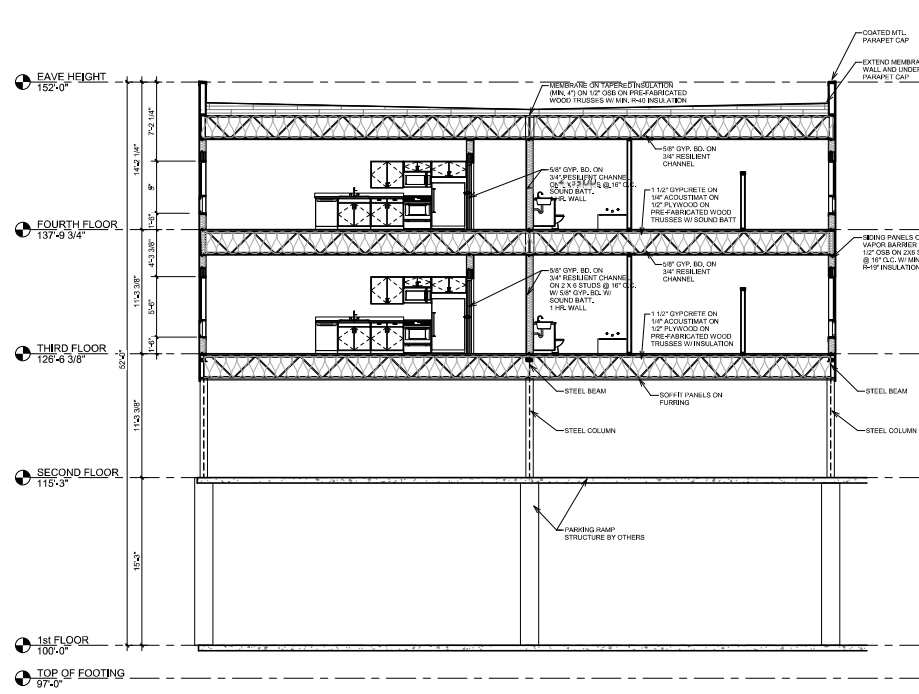 COATED MTL.
PARAPET CAP
EXTEND MEMBRA
WALL AND UNDER
PARAPET CAP
EAVE HEIGHT
152'-0"
MEMBRANE ON TAPERED INSULATION
(MIN. 4") ON 1/2" OSB ON PRE-FABRICATED
WOOD TRUSSES W/ MIN. R-40 INSULATION
7'-2 1/4"
14'-2 1/4"
5/8" GYP. BD. ON
3/4" RESILIENT
CHANNEL
5/8" GYP. BD. ON
3/4" RESILIENT CHANNEL
@ 16" O.C.
SOUND BATT.
1 HR. WALL
9"
1 1/2" GYPCRETE ON
1/4" ACOUSTIMAT ON
1/2" PLYWOOD ON
PRE-FABRICATED WOOD
TRUSSES W/ SOUND BATT
1'-6"
FOURTH FLOOR
137'-9 3/4"
SIDING PANELS O
VAPOR BARRIER
1/2" OSB ON 2X6 S
@ 16" O.C. W/ MIN
R-19" INSULATION
4'-3 3/8"
5/8" GYP. BD. ON
3/4" RESILIENT
CHANNEL
5/8" GYP. BD. ON
3/4" RESILIENT CHANNEL
ON 2 X 6 STUDS @ 16" O.C.
W/ 5/8" GYP. BD. W/
SOUND BATT.
1 HR. WALL
11'-3 3/8"
5'-6"
1 1/2" GYPCRETE ON
1/4" ACOUSTIMAT ON
1/2" PLYWOOD ON
PRE-FABRICATED WOOD
TRUSSES W/ INSULATION
1'-6"
THIRD FLOOR
126'-6 3/8"
52'-0"
STEEL BEAM
SOFFIT PANELS ON
FURRING
STEEL BEAM
11'-3 3/8"
STEEL COLUMN
STEEL COLUMN
SECOND FLOOR
115'-3"
PARKING RAMP
STRUCTURE BY OTHERS
15'-3"
1st FLOOR
100'-0"
TOP OF FOOTING
97'-0"